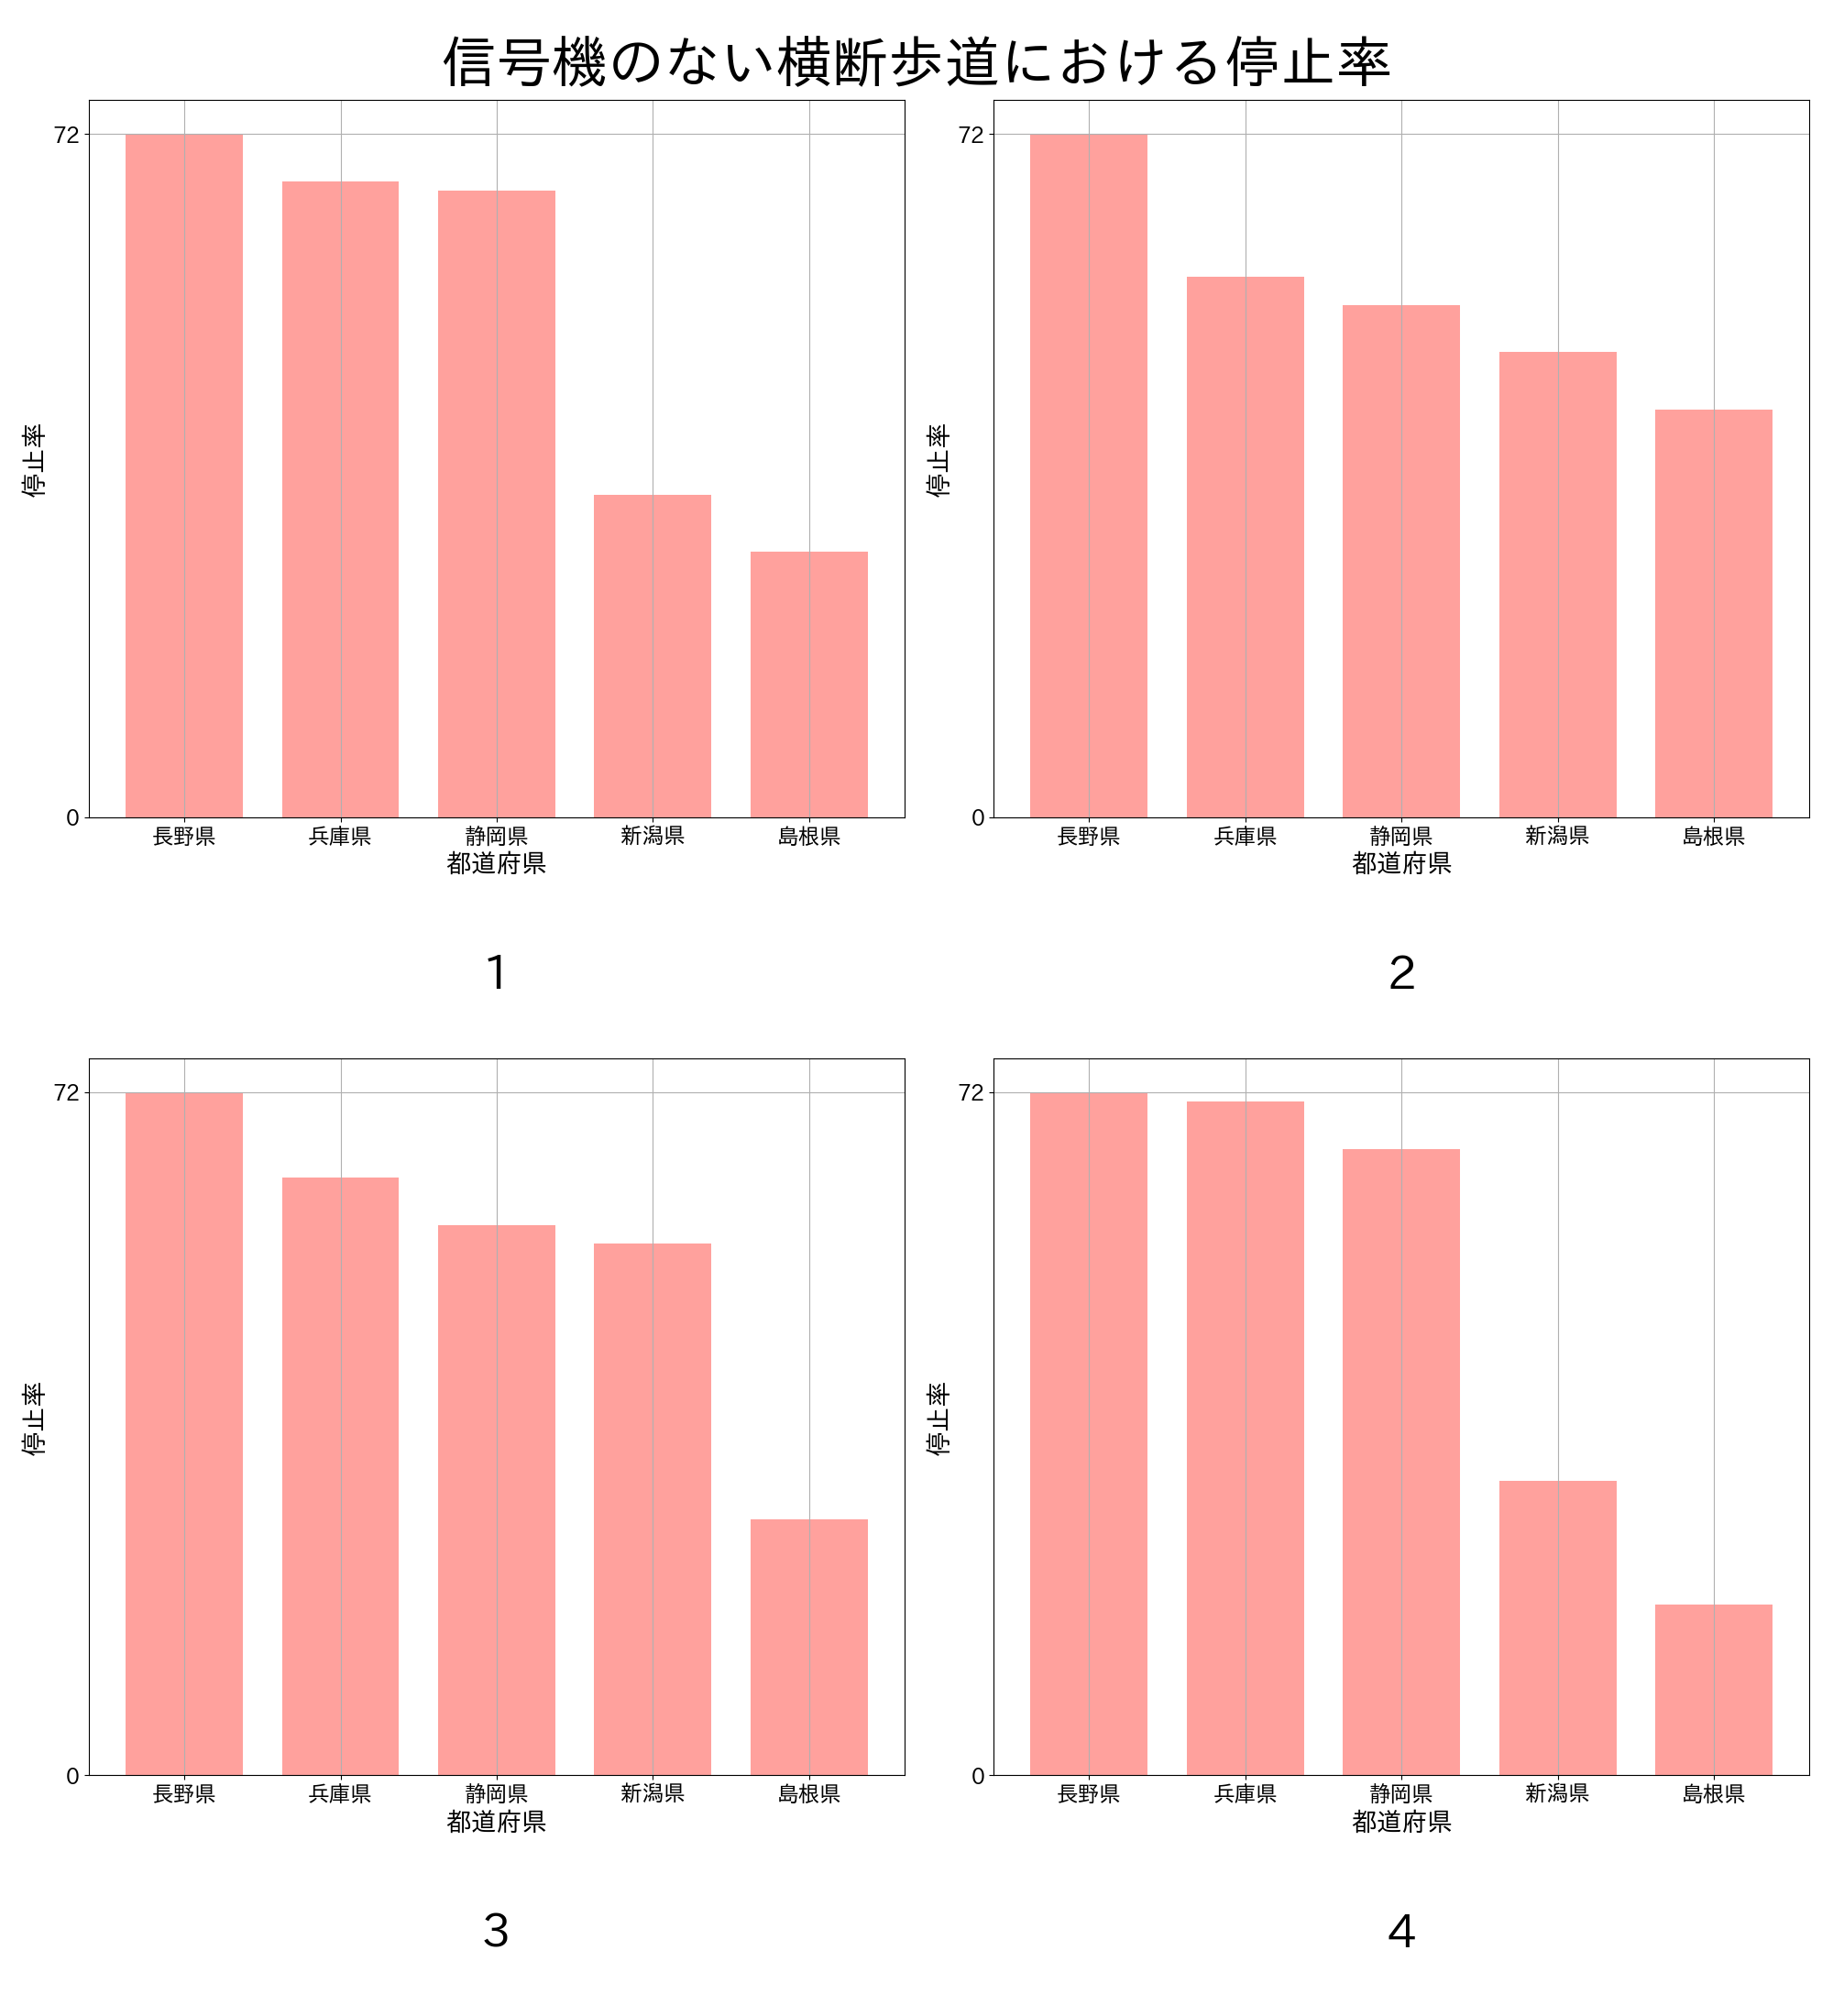 信号機のない横断歩道における停止率
72
停止率
0
長野県 兵庫県 静岡県 新潟県 島根県
都道府県
1
72
停止率
0
長野県 兵庫県 静岡県 新潟県 島根県
都道府県
2
72
停止率
0
長野県 兵庫県 静岡県 新潟県 島根県
都道府県
3
72
停止率
0
長野県 兵庫県 静岡県 新潟県 島根県
都道府県
4